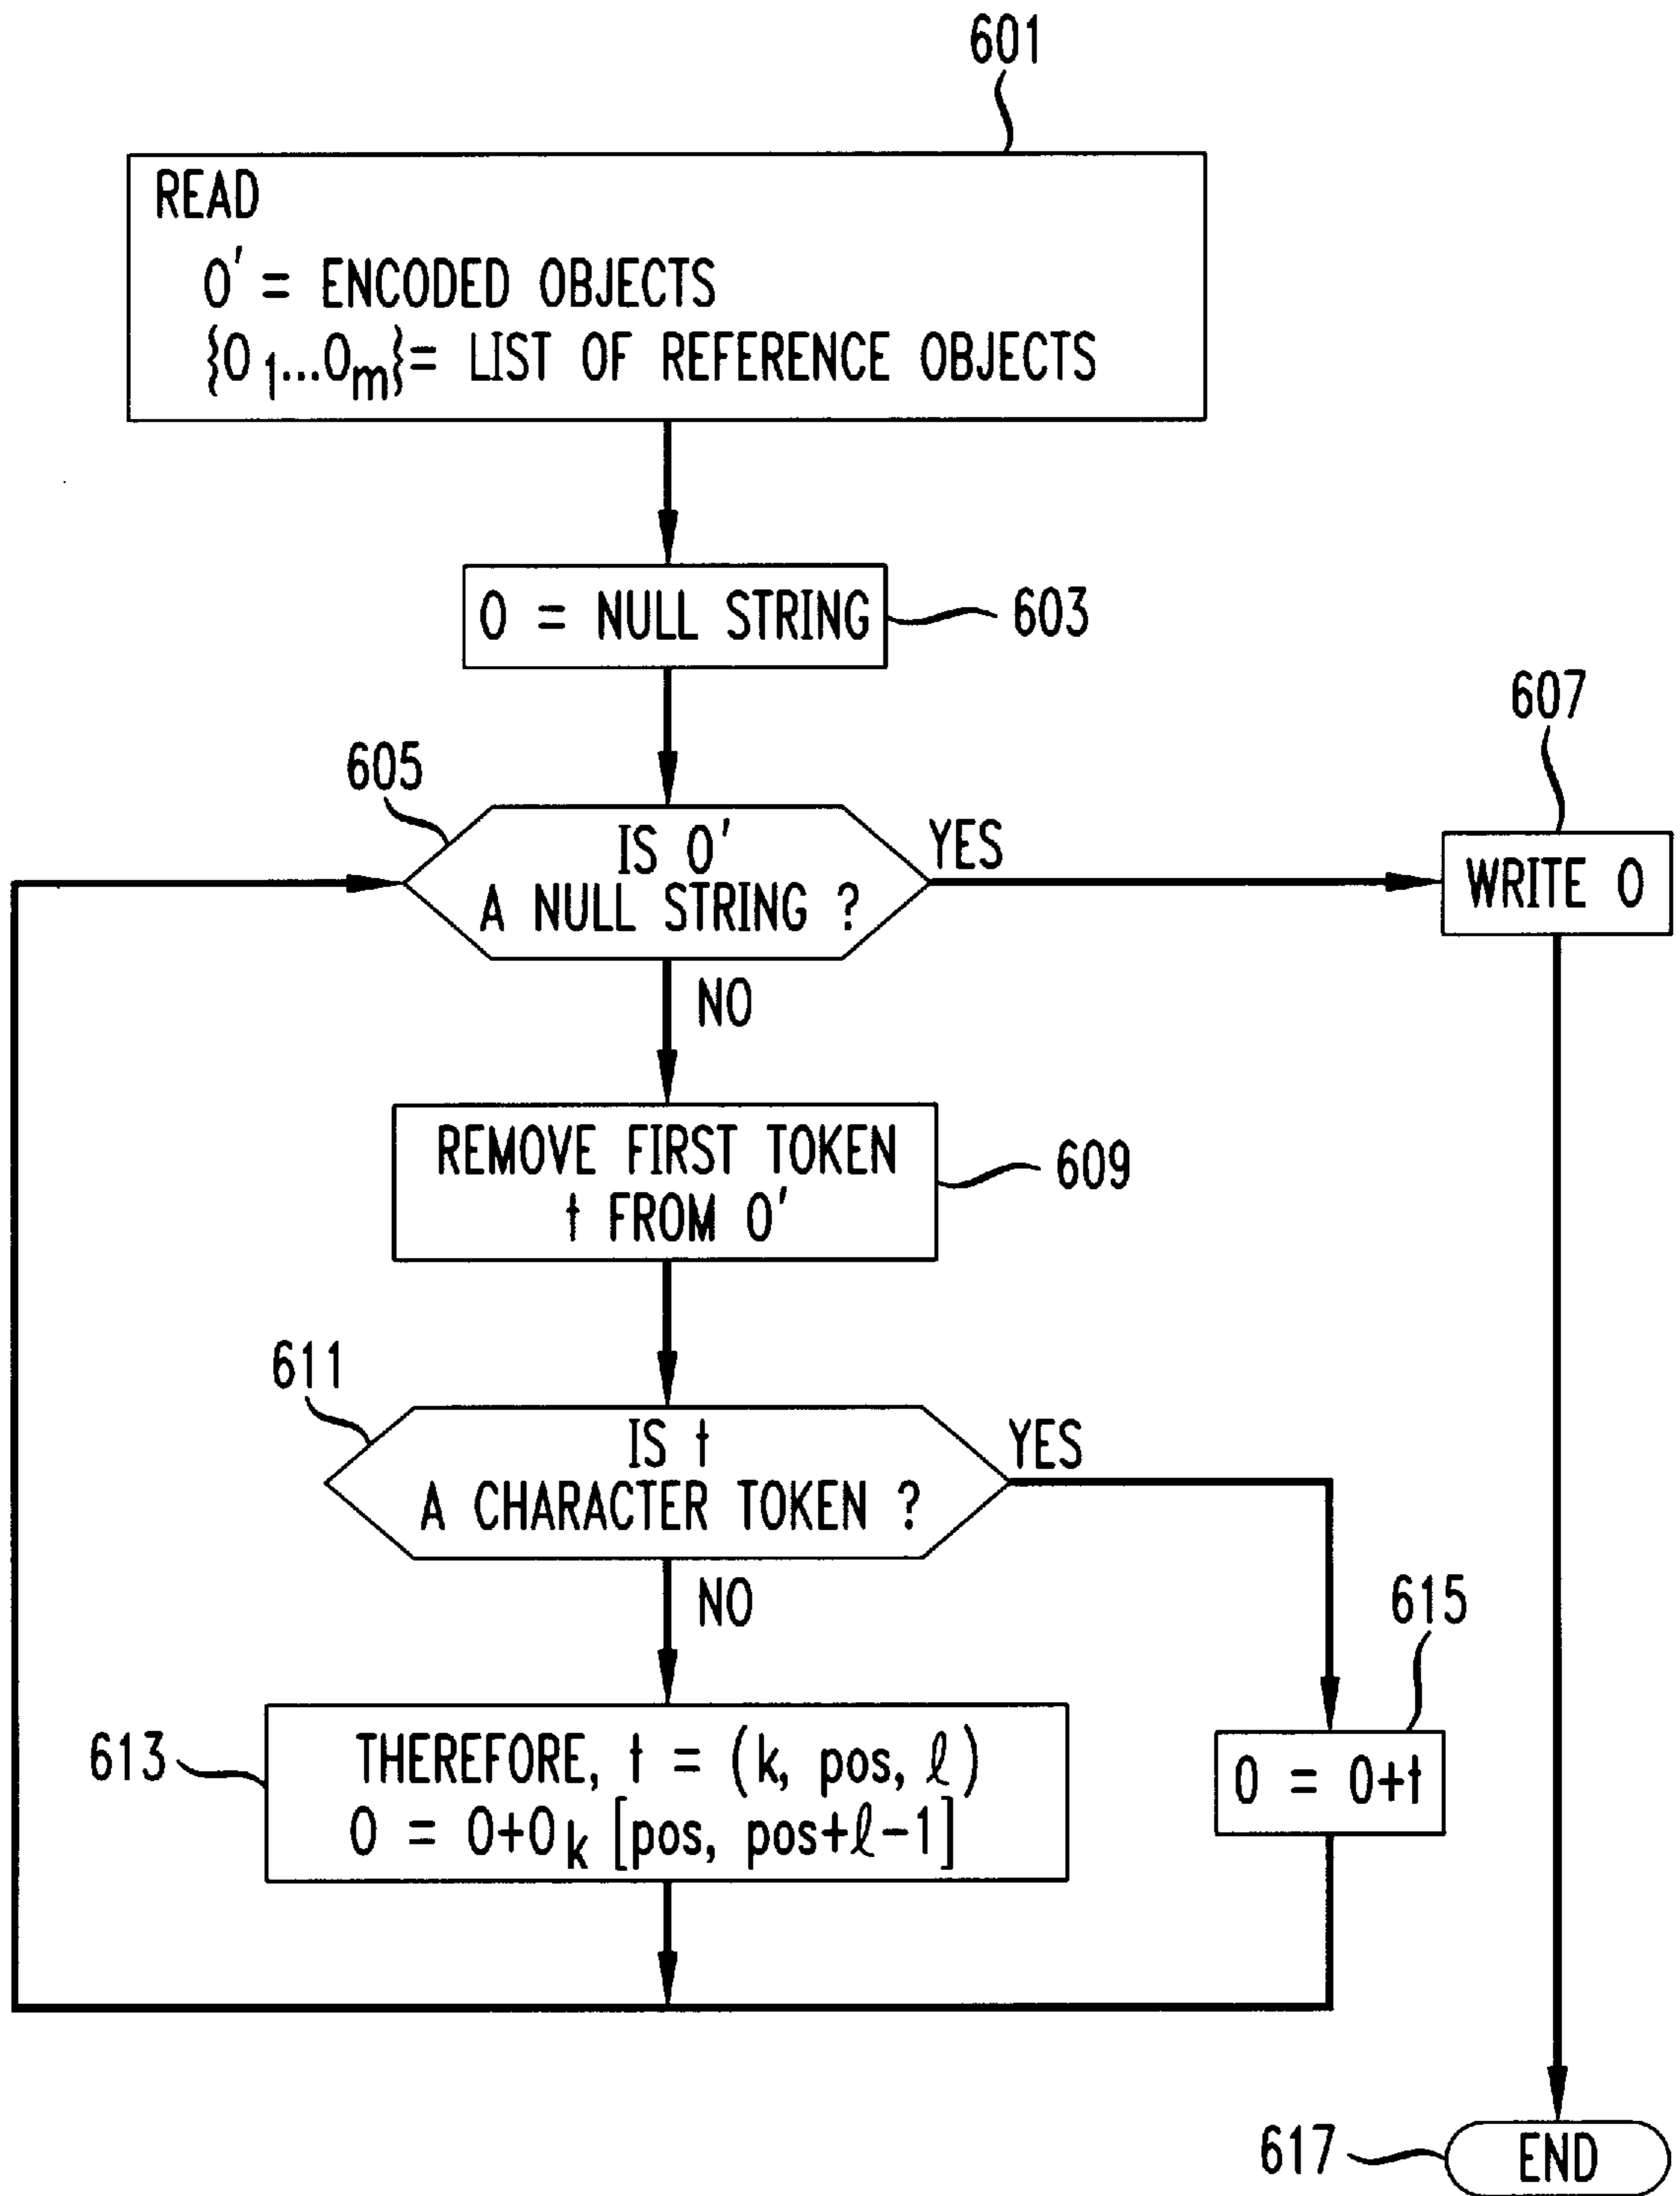 601
READ
O' = ENCODED OBJECTS
{O1...Om}= LIST OF REFERENCE OBJECTS
O = NULL STRING
603
607
605
IS O'
A NULL STRING ?
YES
WRITE O
NO
REMOVE FIRST TOKEN
t FROM O'
609
611
IS t
A CHARACTER TOKEN ?
YES
NO
615
613
THEREFORE, t = (k, pos, ℓ)
O = O+Ok [pos, pos+ℓ-1]
O = O+t
617
END